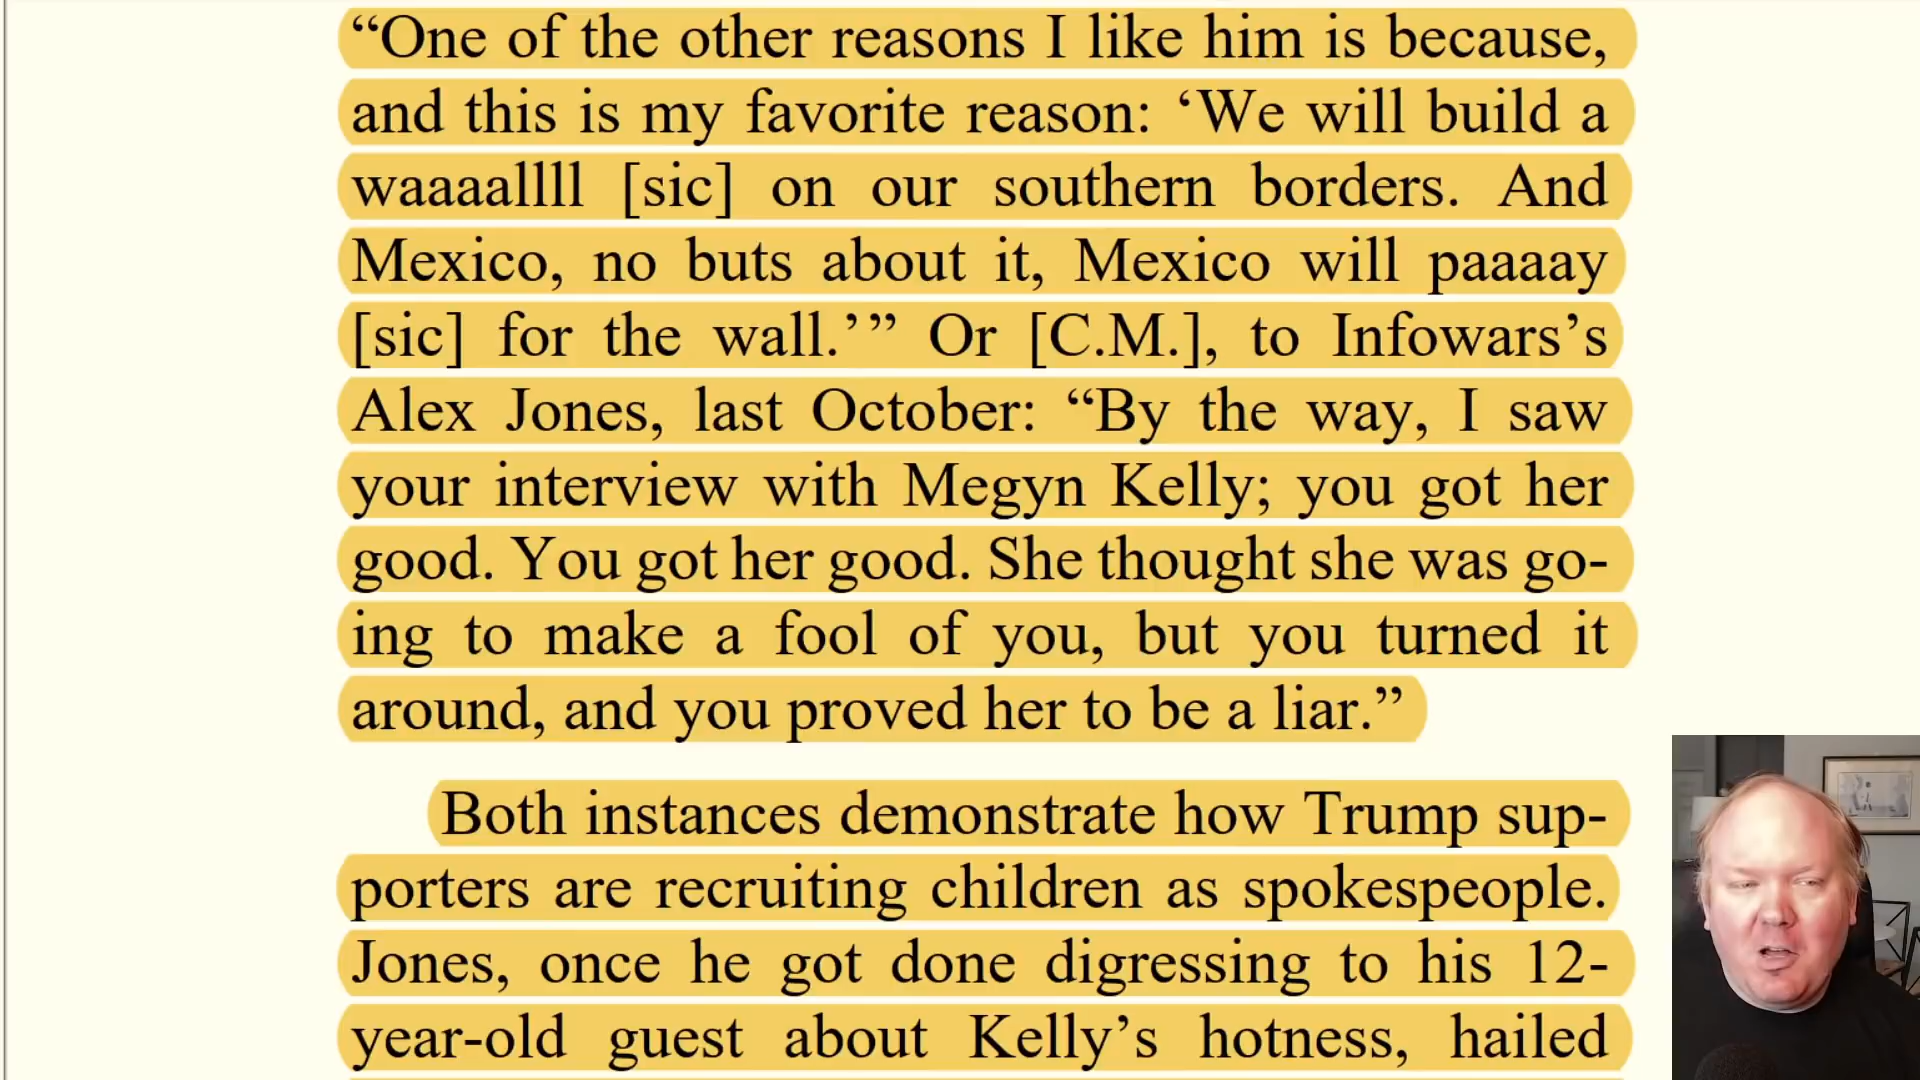 “One of the other reasons I like him is because,
and this is my favorite reason: ‘We will build a
waaaallll [sic] on our southern borders. And
Mexico, no buts about it, Mexico will paaaay
[sic] for the wall.’” Or [C.M.], to Infowars’s
Alex Jones, last October: “By the way, I saw
your interview with Megyn Kelly; you got her
good. You got her good. She thought she was go-
ing to make a fool of you, but you turned it
around, and you proved her to be a liar.”
Both instances demonstrate how Trump sup-
porters are recruiting children as spokespeople.
Jones, once he got done digressing to his 12-
year-old guest about Kelly’s hotness, hailed